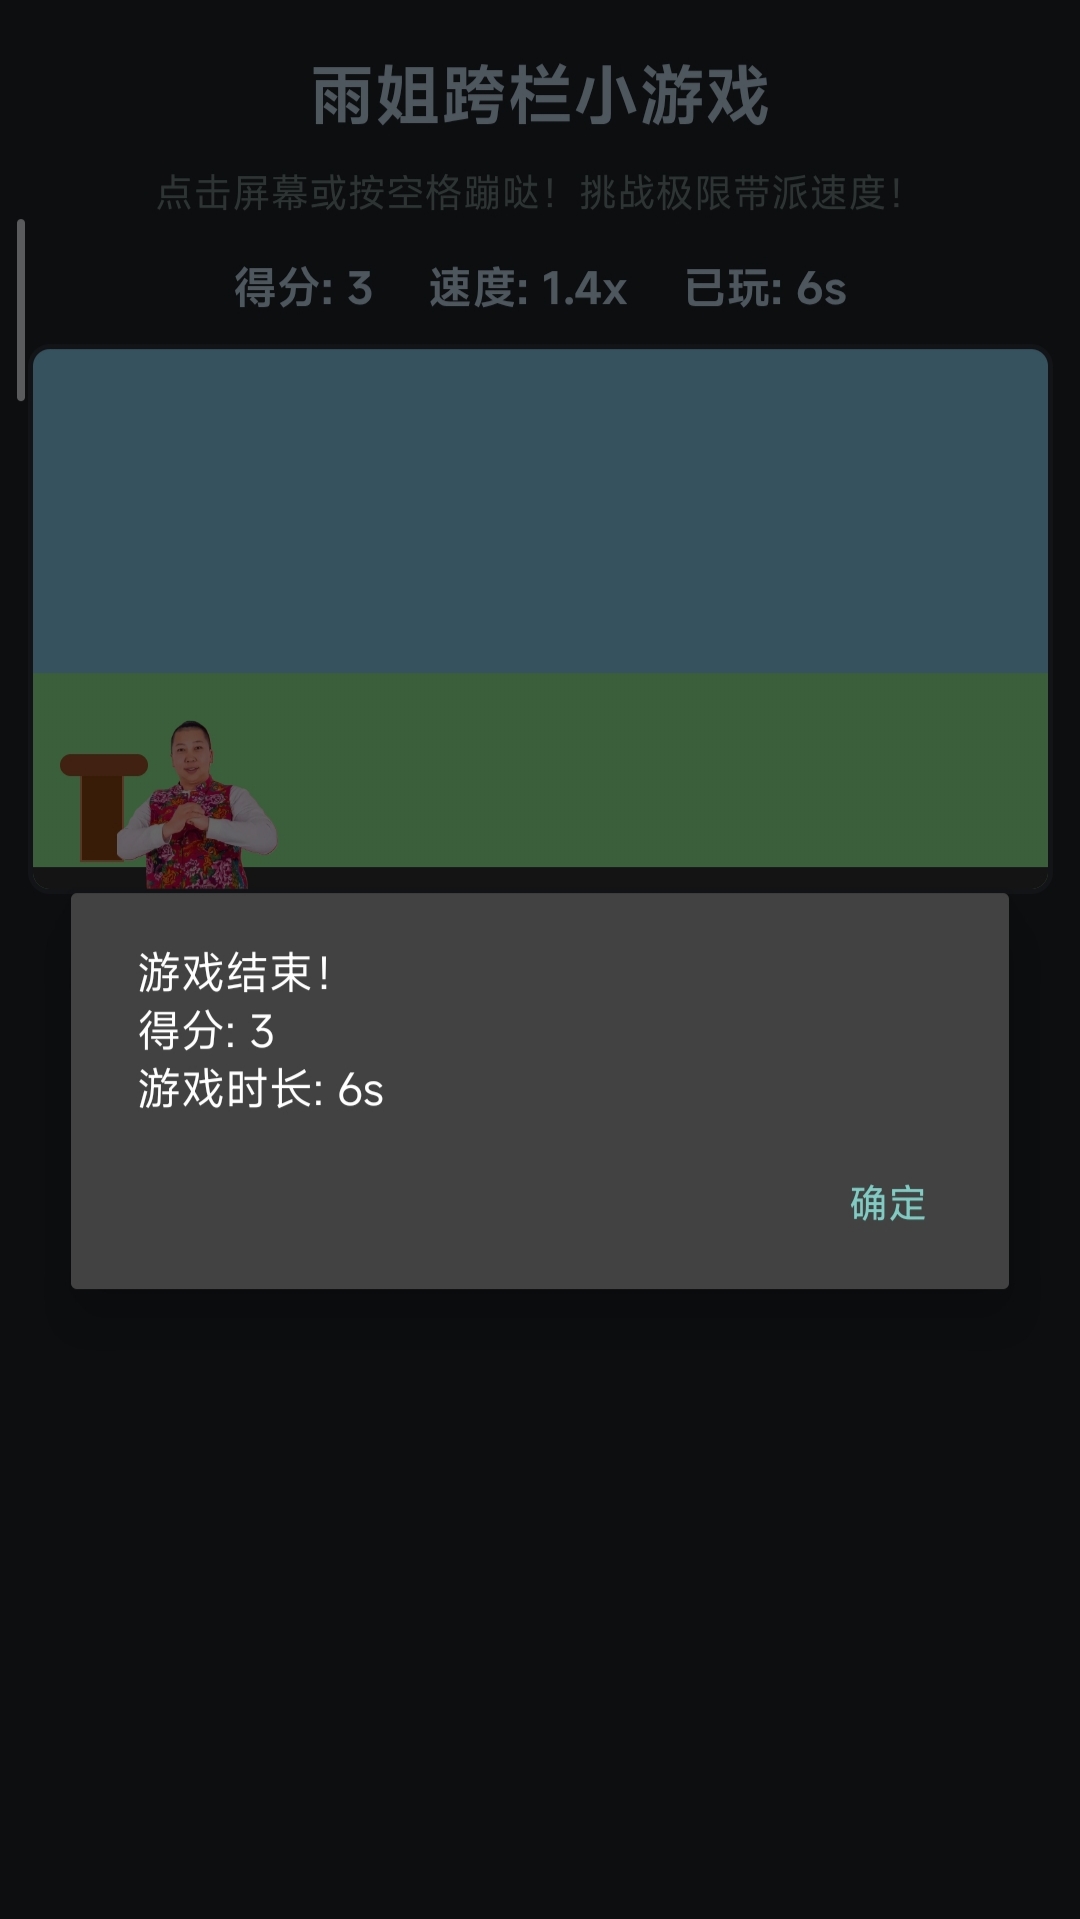 雨姐跨栏小游戏
点击屏幕或按空格蹦哒！挑战极限带派速度！
得分: 3 速度: 1.4x 已玩: 6s
游戏结束！
得分: 3
游戏时长: 6s
确定